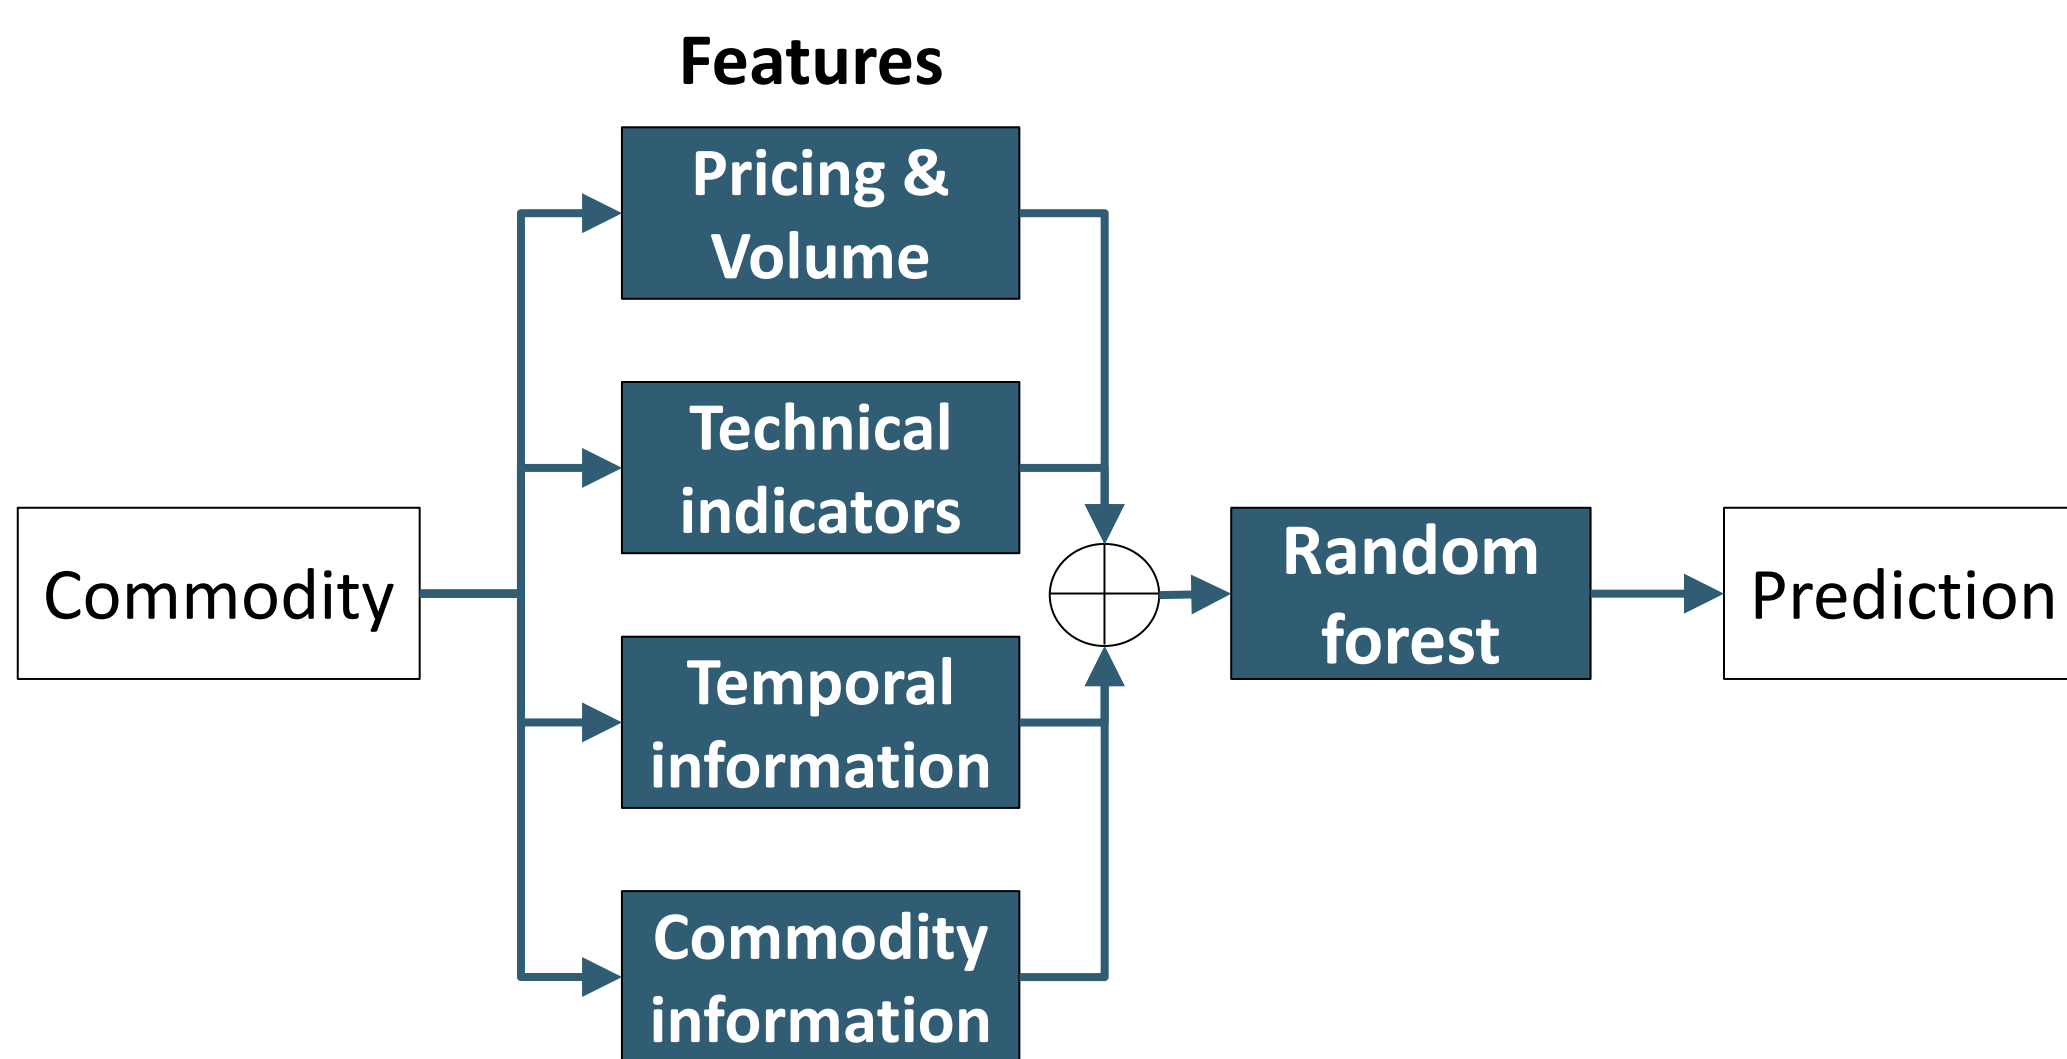 Features
Pricing &
Volume
Technical
indicators
Commodity
Temporal
information
Commodity
information
Random
forest
Prediction